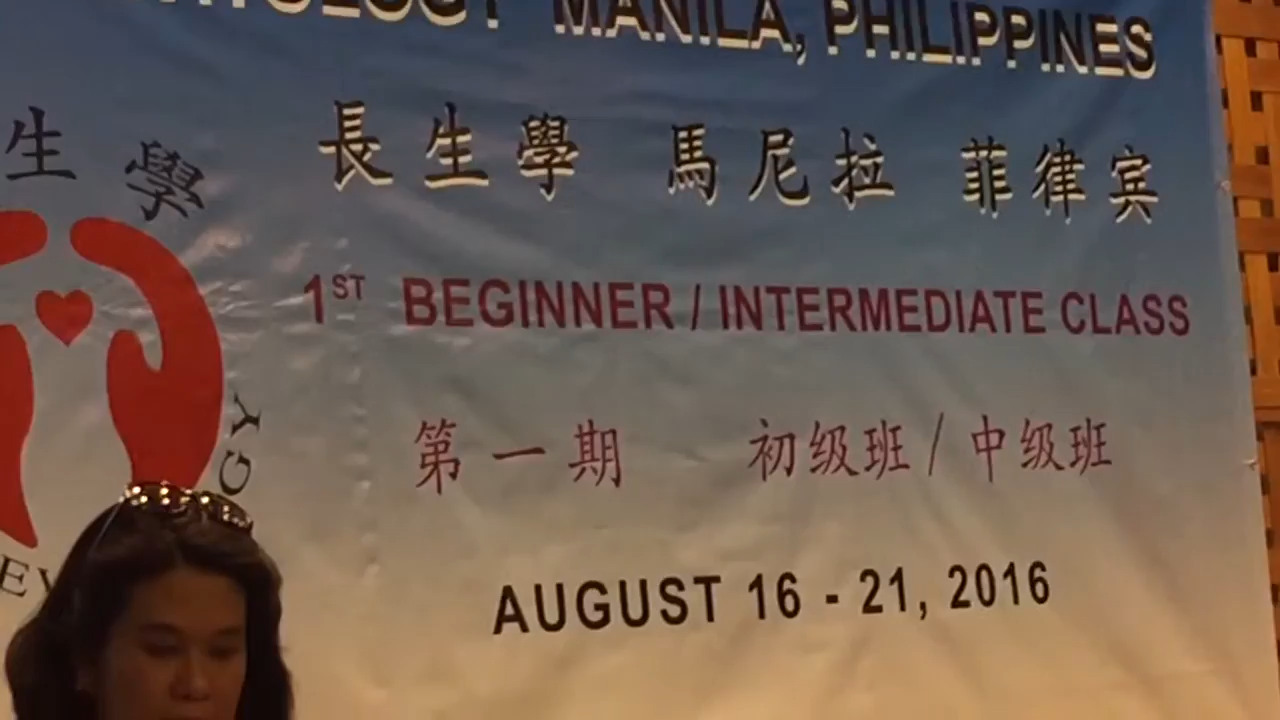 MANILA, PHILIPPINES
生 學
長生學 馬尼拉 菲律宾
1ST BEGINNER / INTERMEDIATE CLASS
第一期 初级班 / 中级班
AUGUST 16 - 21, 2016